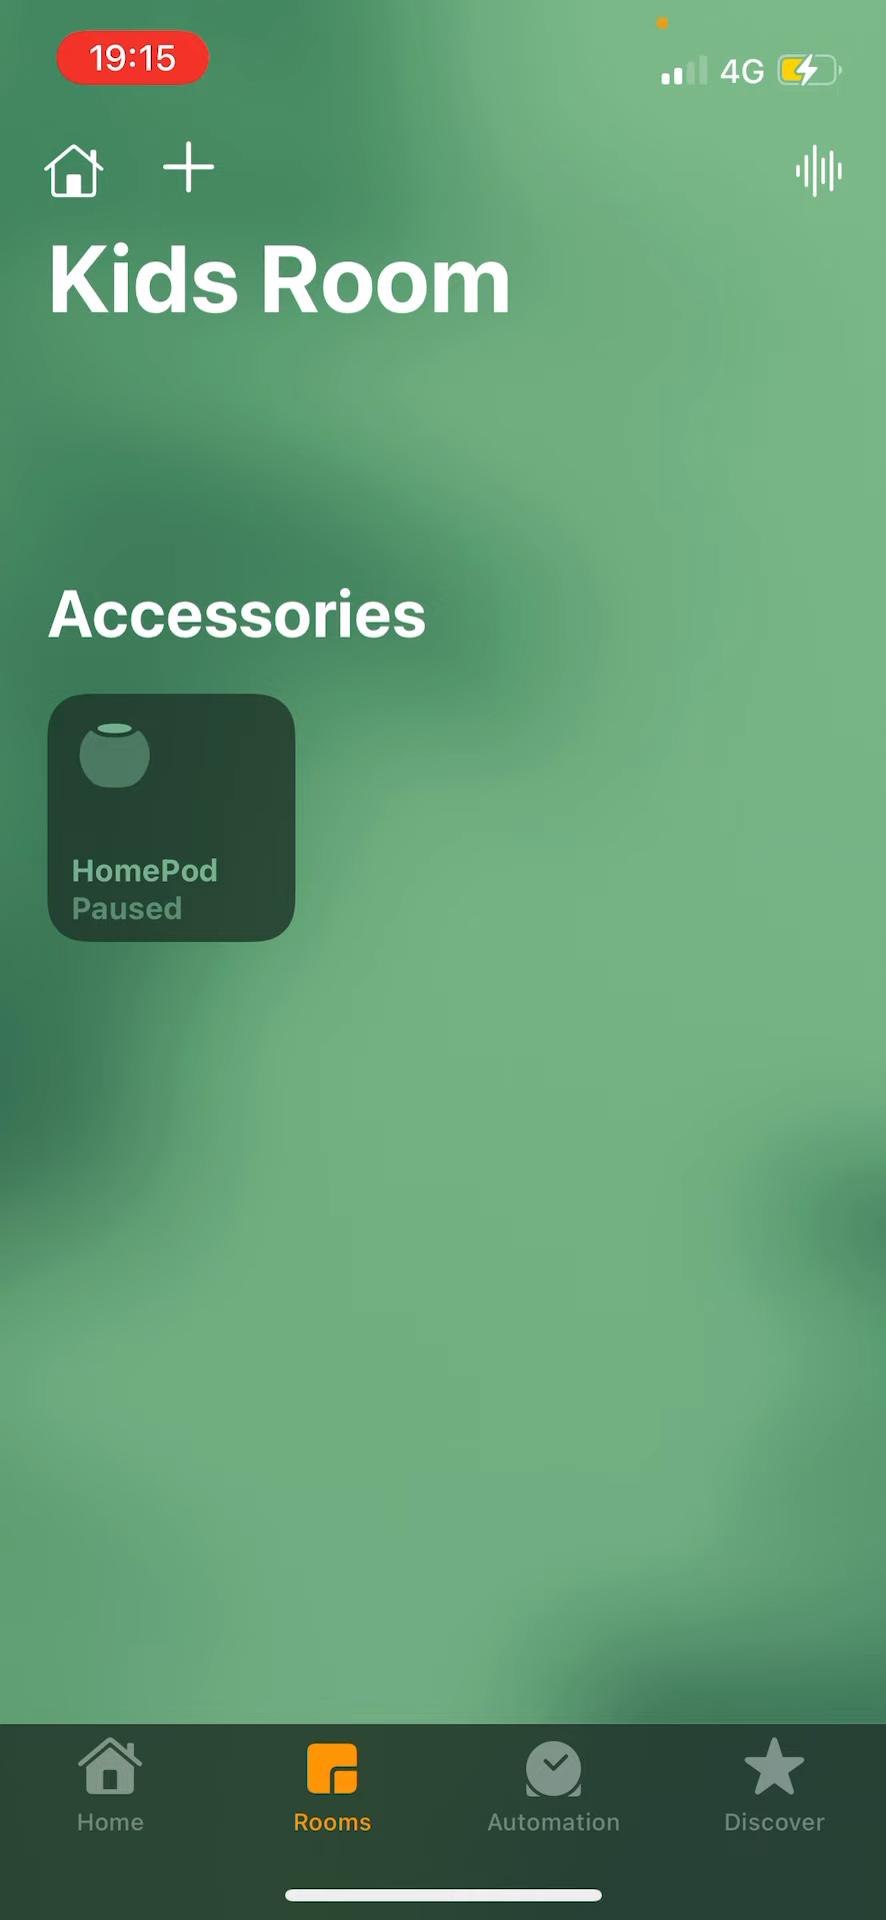 19:15
4G
Kids Room
Accessories
HomePod
Paused
Home
Rooms
Automation
Discover